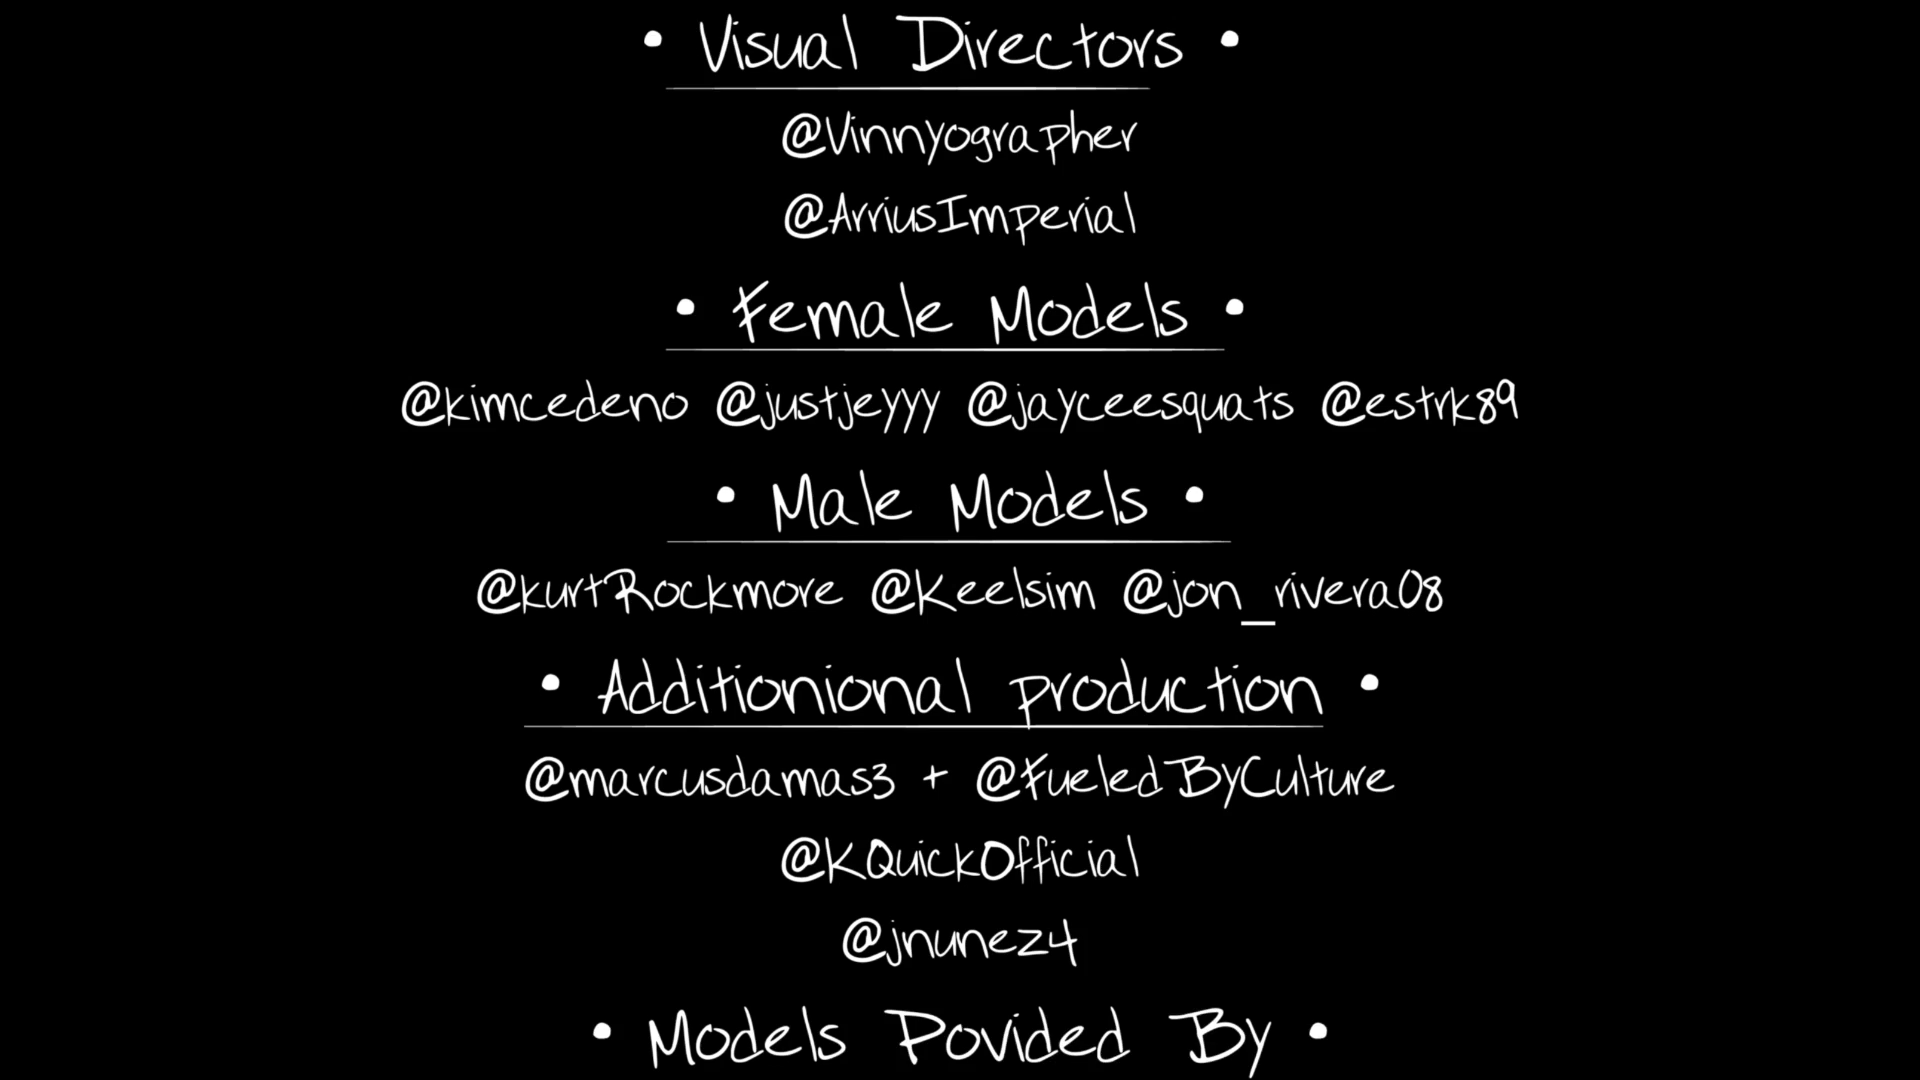 • Visual Directors •
@Vinnyographer
@ArriusImperial
• Female Models •
@kimcedeno @justjeyyy @jayceesquats @estrk89
• Male Models •
@kurtRockmore @Keelsim @jon_rivera08
• Additionional production •
@marcusdamas3 + @FueledByCulture
@KQuickOfficial
@jnunez4
• Models Povided By •